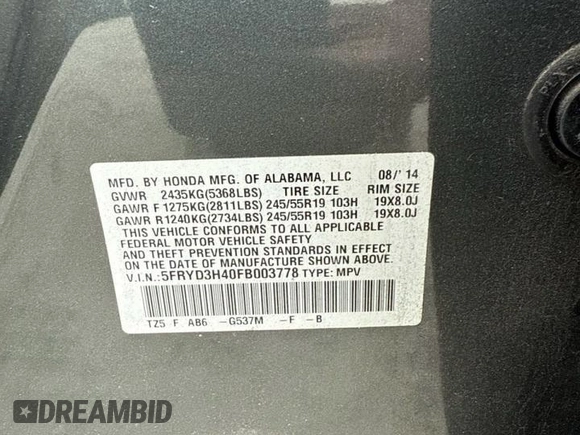 MFD. BY HONDA MFG. OF ALABAMA, LLC 08/'14
GVWR 2435KG(5368LBS) TIRE SIZE RIM SIZE
GAWR F 1275KG(2811LBS) 245/55R19 103H 19X8.0J
GAWR R1240KG(2734LBS) 245/55R19 103H 19X8.0J
THIS VEHICLE CONFORMS TO ALL APPLICABLE
FEDERAL MOTOR VEHICLE SAFETY
AND THEFT PREVENTION STANDARDS IN EFFECT
ON THE DATE OF MANUFACTURE SHOWN ABOVE.
V.I.N.: 5FRYD3H40FB003778 TYPE: MPV
TZ5 F AB6 -G537M -F -B
DREAMBID